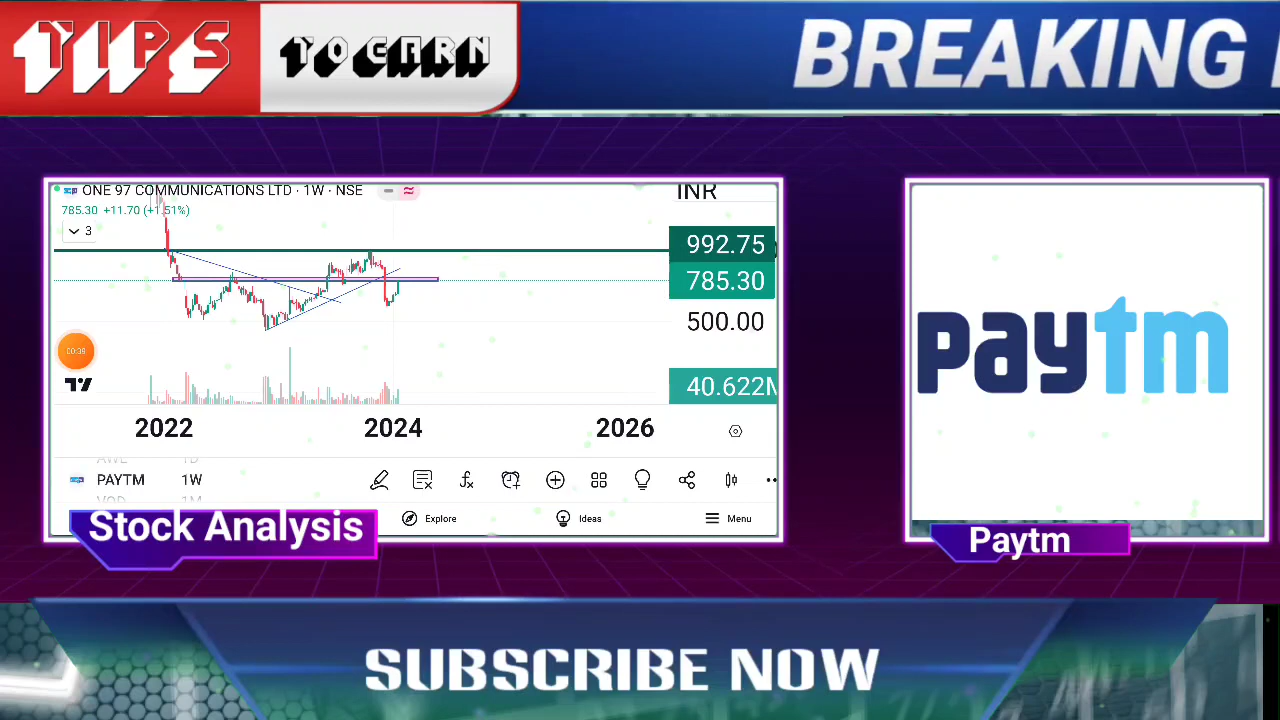 TIPS
TO EARN
BREAKING
ONE 97 COMMUNICATIONS LTD · 1W · NSE
INR
785.30 +11.70 (+1.51%)
3
992.75
785.30
500.00
00:39
40.622M
2022 2024 2026
PAYTM 1W
Explore Ideas Menu
Stock Analysis
paytm
Paytm
SUBSCRIBE NOW